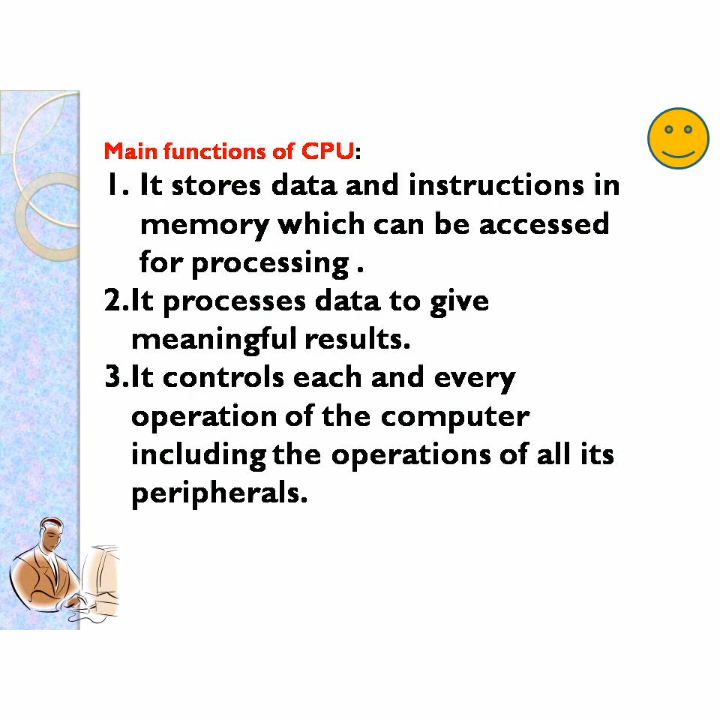 Main functions of CPU:
1. It stores data and instructions in
memory which can be accessed
for processing .
2.It processes data to give
meaningful results.
3.It controls each and every
operation of the computer
including the operations of all its
peripherals.